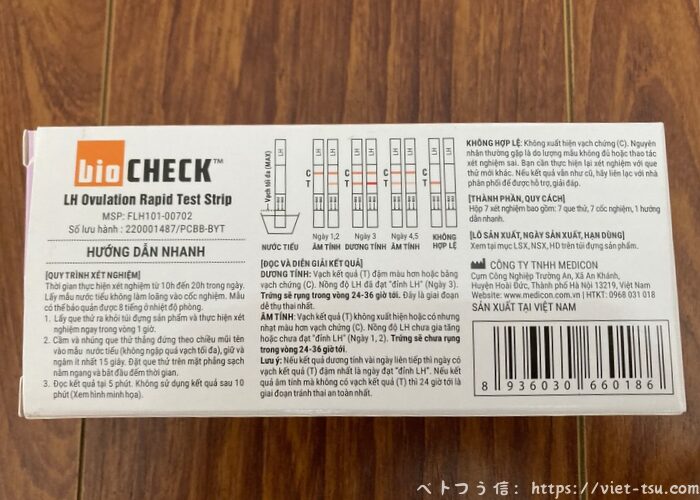 bioCHECK™
LH Ovulation Rapid Test Strip
MSP: FLH101-00702
Số lưu hành: 220001487/PCBB-BYT
HƯỚNG DẪN NHANH
[QUY TRÌNH XÉT NGHIỆM]
Thời gian thực hiện xét nghiệm từ 10h đến 20h trong ngày.
Lấy mẫu nước tiểu không làm loãng vào cốc nghiệm. Mẫu
có thể bảo quản được 8 tiếng ở nhiệt độ phòng.
1. Lấy que thử ra khỏi túi đựng sản phẩm và thực hiện xét
nghiệm ngay trong vòng 1 giờ.
2. Cầm và nhúng que thử thẳng đứng theo chiều mũi tên
vào mẫu nước tiểu (không ngập quá vạch tối đa), giữ và
ngâm ít nhất 15 giây. Đặt que thử trên mặt phẳng sạch
nằm ngang và bắt đầu đếm thời gian.
3. Đọc kết quả tại 5 phút. Không sử dụng kết quả sau 10
phút (Xem hình minh họa).
Vạch tối đa (MAX)
LH
LH LH
LH LH
LH LH
LH
C
T
C
T
NƯỚC TIỂU
Ngày 1,2
ÂM TÍNH
Ngày 3
DƯƠNG TÍNH
Ngày 4,5
ÂM TÍNH
KHÔNG
HỢP LỆ
[ĐỌC VÀ DIỄN GIẢI KẾT QUẢ]
DƯƠNG TÍNH: Vạch kết quả (T) đậm màu hơn hoặc bằng
vạch chứng (C). Nồng độ LH đã đạt "đỉnh LH" (Ngày 3).
Trứng sẽ rụng trong vòng 24-36 giờ tới. Đây là giai đoạn
dễ thụ thai nhất.
ÂM TÍNH: Vạch kết quả (T) không xuất hiện hoặc có nhưng
nhạt màu hơn vạch chứng (C). Nồng độ LH chưa gia tăng
hoặc chưa đạt "đỉnh LH" (Ngày 1, 2). Trứng sẽ chưa rụng
trong vòng 24-36 giờ tới.
Lưu ý: Nếu kết quả dương tính vài ngày liên tiếp thì ngày có
vạch kết quả (T) đậm nhất là ngày đạt "đỉnh LH". Nếu kết
quả âm tính mà không có vạch kết quả (T) thì 24 giờ tới là
giai đoạn tránh thai an toàn nhất.
KHÔNG HỢP LỆ: Không xuất hiện vạch chứng (C). Nguyên
nhân thường gặp là do lượng mẫu không đủ hoặc thao tác
xét nghiệm sai. Bạn cần thực hiện lại xét nghiệm với que
thử mới khác. Nếu kết quả vẫn như cũ, hãy liên lạc với nhà
phân phối để được hỗ trợ, giải đáp.
[THÀNH PHẦN, QUY CÁCH]
Hộp 7 xét nghiệm bao gồm: 7 que thử, 7 cốc nghiệm, 1 hướng
dẫn nhanh.
[LÔ SẢN XUẤT, NGÀY SẢN XUẤT, HẠN DÙNG]
Xem tại mục LSX, NSX, HD trên túi đựng sản phẩm.
CÔNG TY TNHH MEDICON
Cụm Công Nghiệp Trường An, Xã An Khánh,
Huyện Hoài Đức, Thành phố Hà Nội 13219, Việt Nam
Website: www.medicon.com.vn | HTKT: 0968 031 018
SẢN XUẤT TẠI VIỆT NAM
8 936030 660186 >
ベトつう信: https://viet-tsu.com